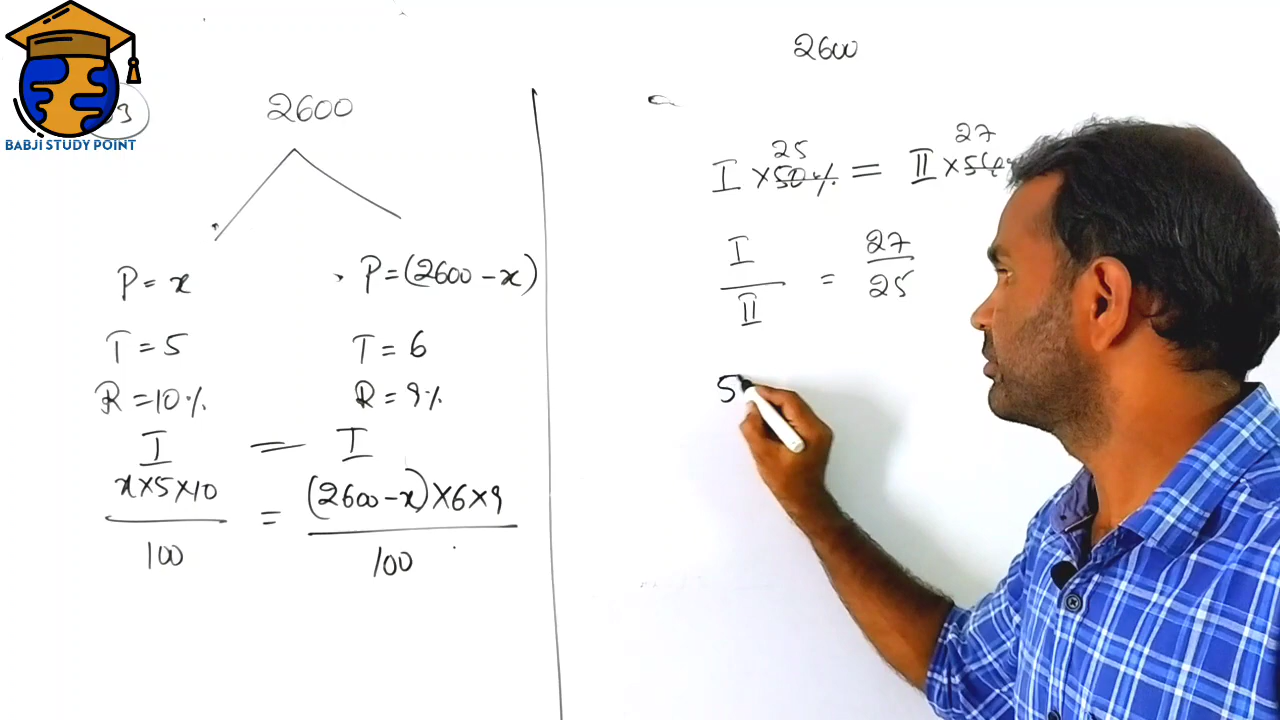 BABJI STUDY POINT
2600
P = x
P = (2600 - x)
T = 5
T = 6
R = 10%
R = 9%
I = I
x×5×10 = (2600-x)×6×9
100
100
2600
25
27
I × 50% = II × 54%
I = 27
II
25
5